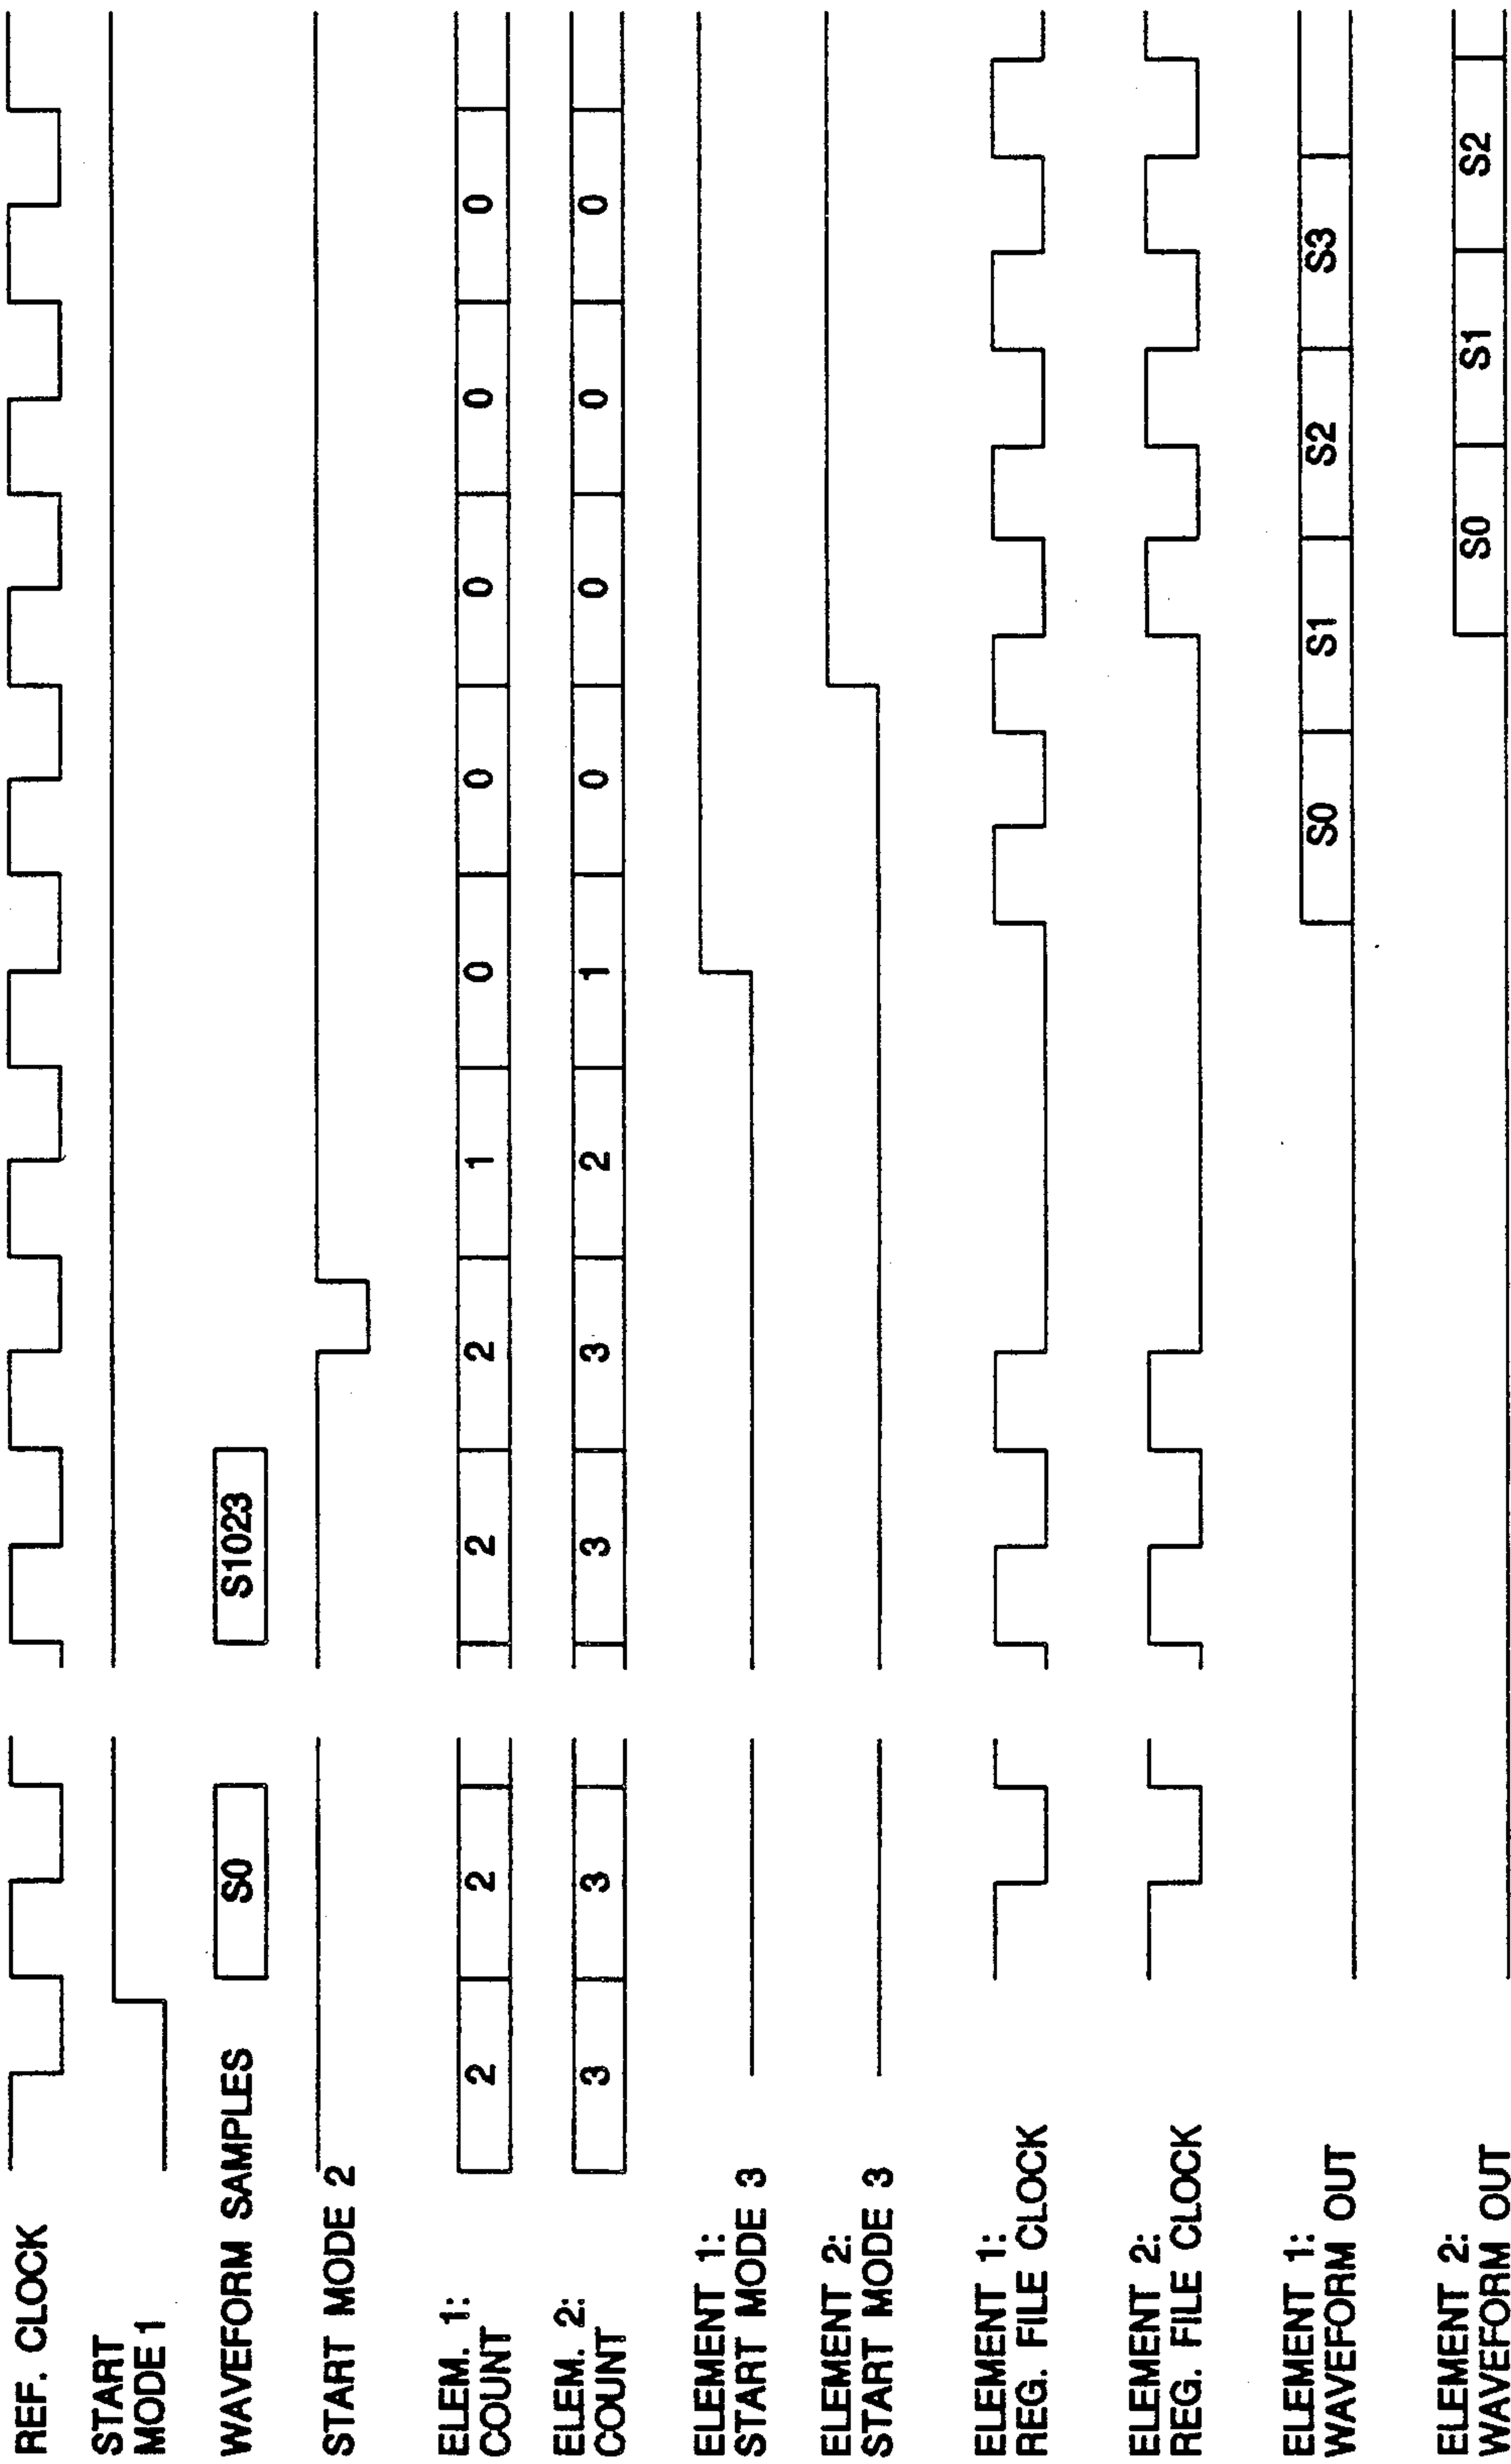 REF. CLOCK
START
MODE 1
WAVEFORM SAMPLES S0 S1023
START MODE 2
ELEM. 1:
COUNT
2 2 2 2 1 0 0 0 0 0
ELEM. 2:
COUNT
3 3 3 3 2 1 0 0 0 0
ELEMENT 1:
START MODE 3
ELEMENT 2:
START MODE 3
ELEMENT 1:
REG. FILE CLOCK
ELEMENT 2:
REG. FILE CLOCK
ELEMENT 1:
WAVEFORM OUT
S0 S1 S2 S3
ELEMENT 2:
WAVEFORM OUT
S0 S1 S2